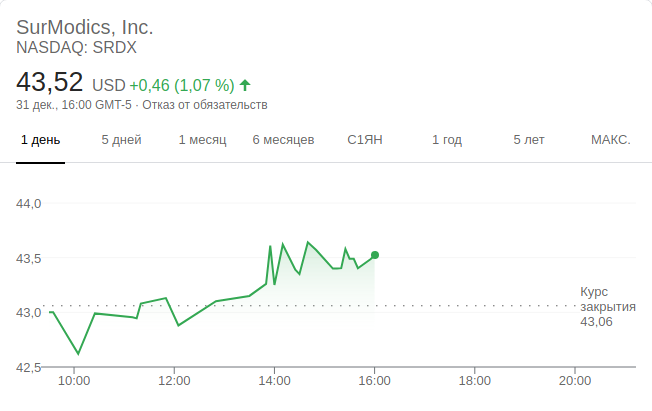 SurModics, Inc.
NASDAQ: SRDX
43,52 USD +0,46 (1,07 %)
31 дек., 16:00 GMT-5 · Отказ от обязательств
1 день 5 дней 1 месяц 6 месяцев С1ЯН 1 год 5 лет МАКС.
44,0
43,5
Курс
закрытия
43,0
43,06
42,5
10:00 12:00 14:00 16:00 18:00 20:00